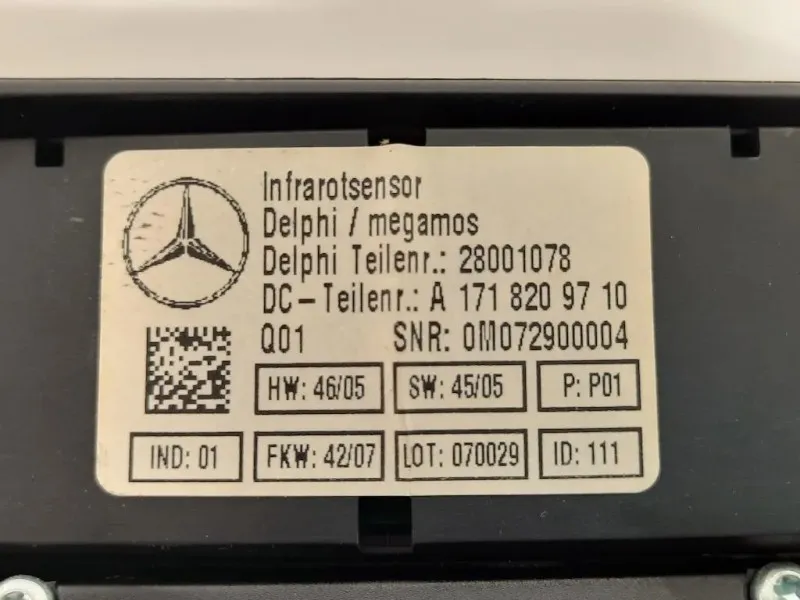 Infrarotsensor
Delphi / megamos
Delphi Teilenr.: 28001078
DC-Teilenr.: A 171 820 97 10
Q01 SNR: 0M072900004
HW: 46/05 SW: 45/05 P: P01
IND: 01 FKW: 42/07 LOT: 070029 ID: 111